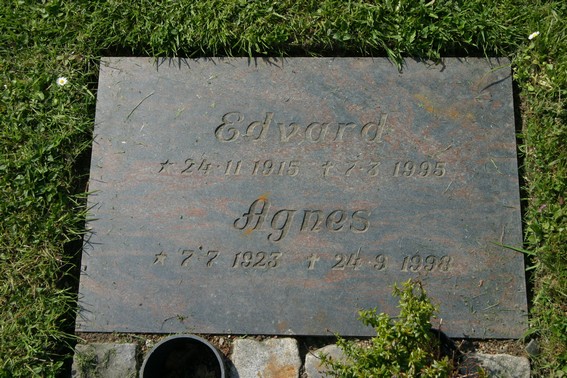 Edvard
* 24-11 1915 † 7-3 1995
Agnes
* 7-7 1923 † 24-9 1998